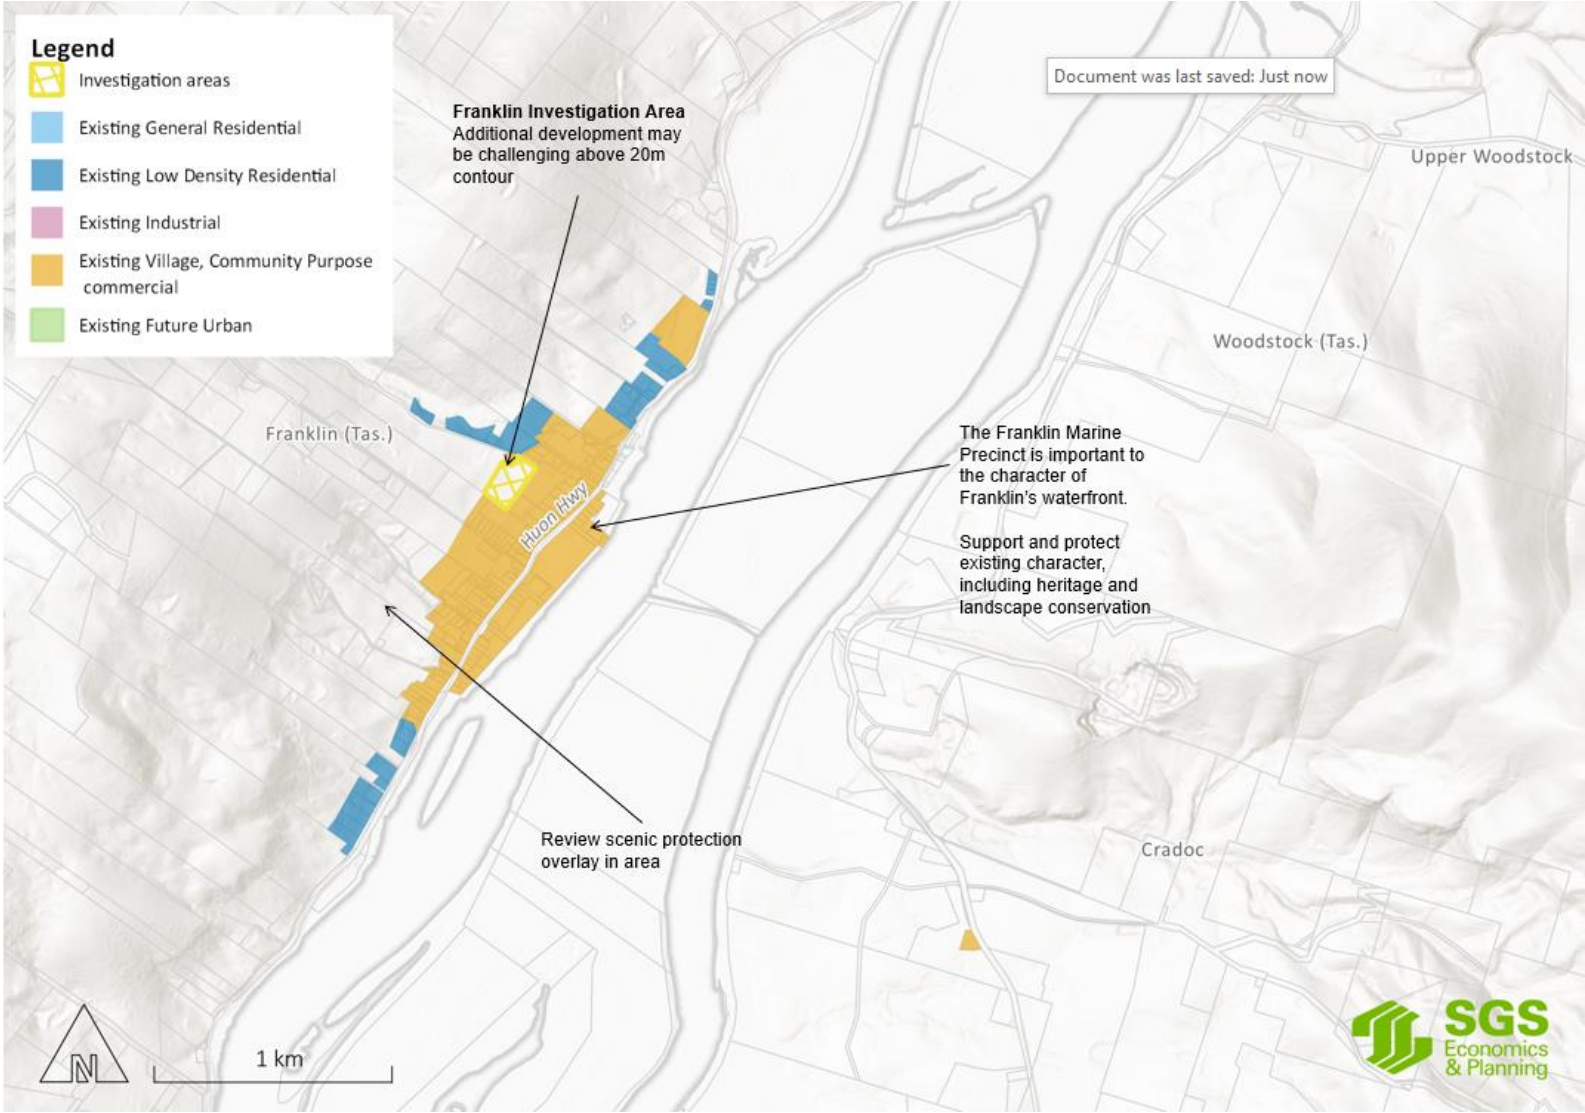 Legend
Investigation areas
Existing General Residential
Existing Low Density Residential
Existing Industrial
Existing Village, Community Purpose
commercial
Existing Future Urban
Franklin Investigation Area
Additional development may
be challenging above 20m
contour
Document was last saved: Just now
Upper Woodstock
Woodstock (Tas.)
Franklin (Tas.)
Huon Hwy
The Franklin Marine
Precinct is important to
the character of
Franklin's waterfront.
Support and protect
existing character,
including heritage and
landscape conservation
Review scenic protection
overlay in area
Cradoc
N
1 km
SGS
Economics
& Planning